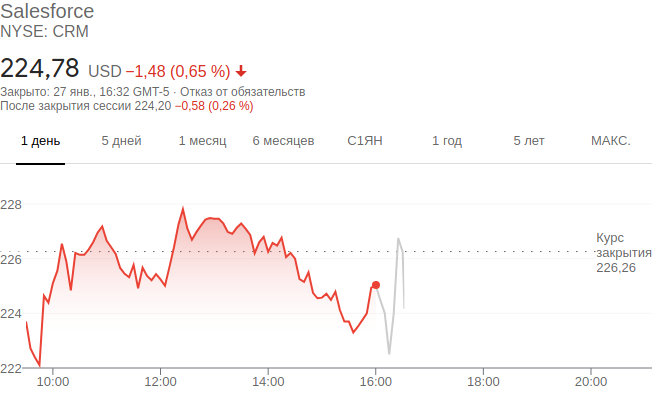 Salesforce
NYSE: CRM
224,78 USD −1,48 (0,65 %)
Закрыто: 27 янв., 16:32 GMT-5 · Отказ от обязательств
После закрытия сессии 224,20 −0,58 (0,26 %)
1 день 5 дней 1 месяц 6 месяцев С1ЯН 1 год 5 лет МАКС.
228
Курс
закрытия
226,26
226
224
222
10:00 12:00 14:00 16:00 18:00 20:00